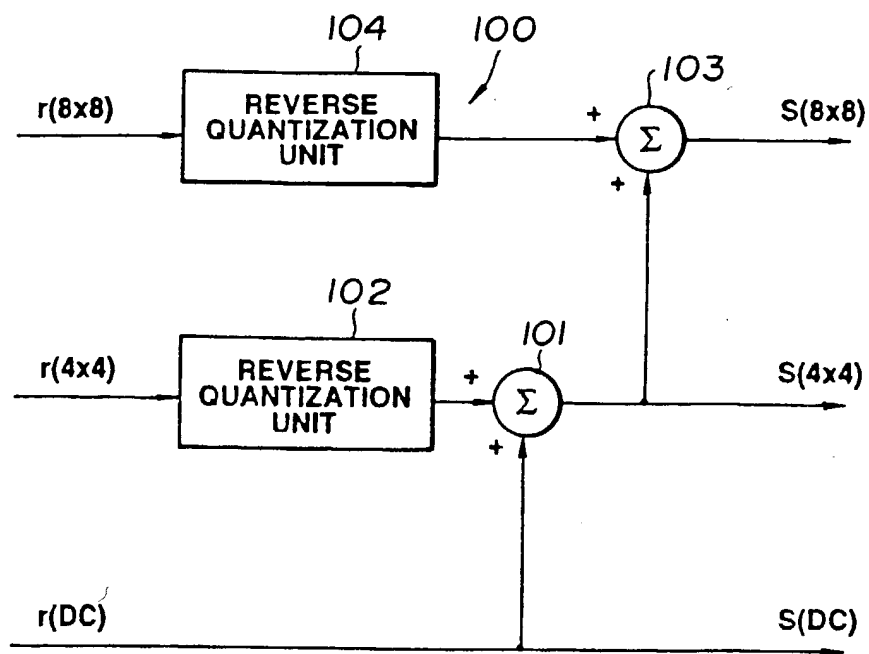 104
100
103
r(8x8)
REVERSE
QUANTIZATION
UNIT
+
Σ
+
S(8x8)
102
101
r(4x4)
REVERSE
QUANTIZATION
UNIT
+
Σ
+
S(4x4)
r(DC)
S(DC)